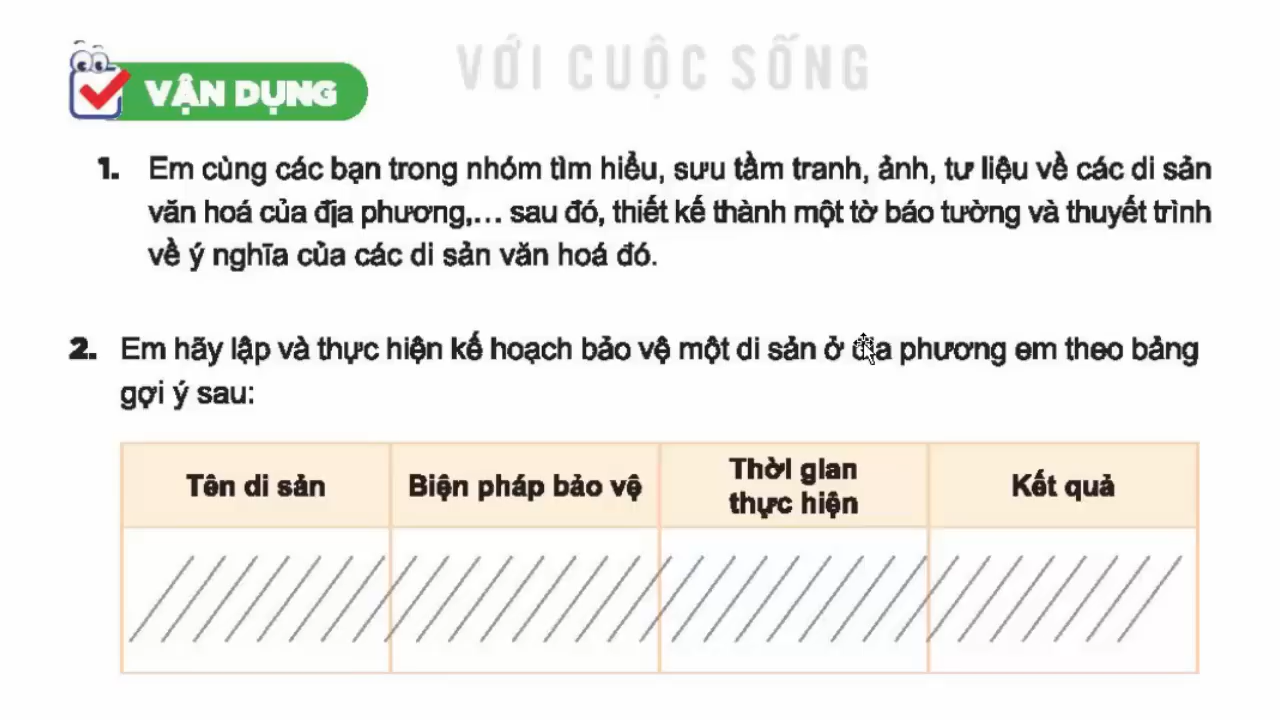 VỚI CUỘC SỐNG
VẬN DỤNG
1. Em cùng các bạn trong nhóm tìm hiểu, sưu tầm tranh, ảnh, tư liệu về các di sản
văn hoá của địa phương,... sau đó, thiết kế thành một tờ báo tường và thuyết trình
về ý nghĩa của các di sản văn hoá đó.
2. Em hãy lập và thực hiện kế hoạch bảo vệ một di sản ở địa phương em theo bảng
gợi ý sau:
Tên di sản
Biện pháp bảo vệ
Thời gian
thực hiện
Kết quả